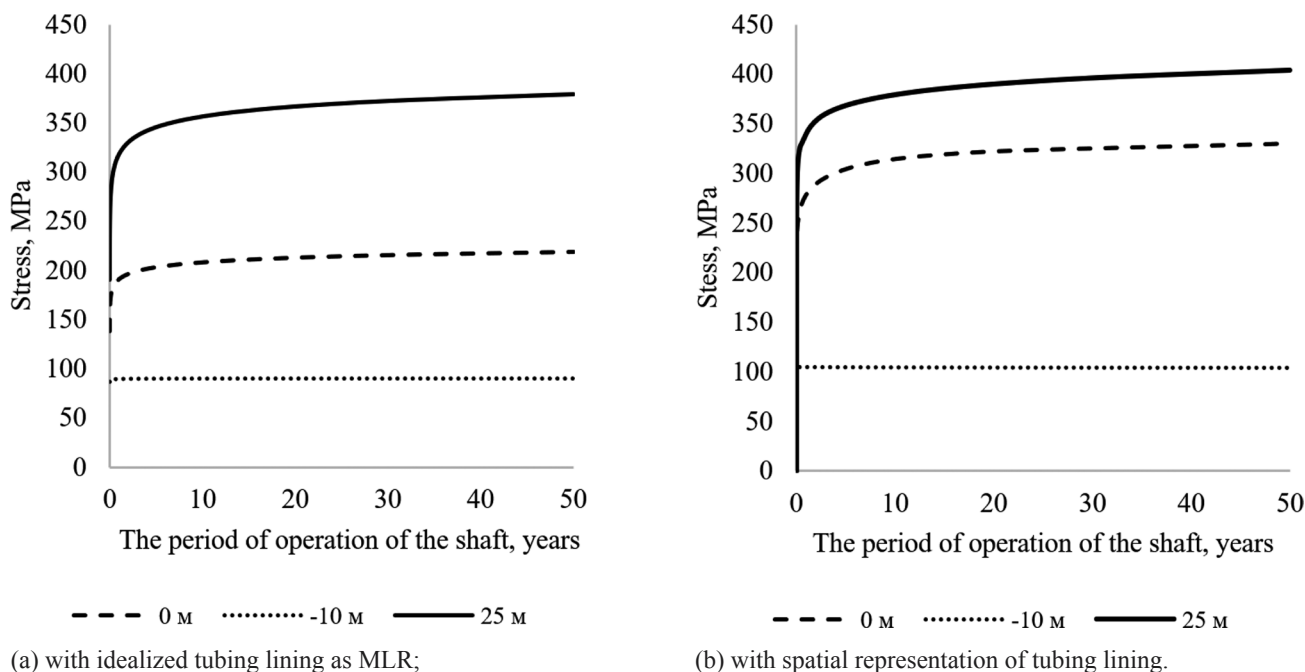 450
400
350
300
250
200
150
100
50
0
Stress, MPa
0 10 20 30 40 50
The period of operation of the shaft, years
0 м -10 м 25 м
(a) with idealized tubing lining as MLR;
450
400
350
300
250
200
150
100
50
0
Stess, MPa
0 10 20 30 40 50
The period of operation of the shaft, years
0 м -10 м 25 м
(b) with spatial representation of tubing lining.